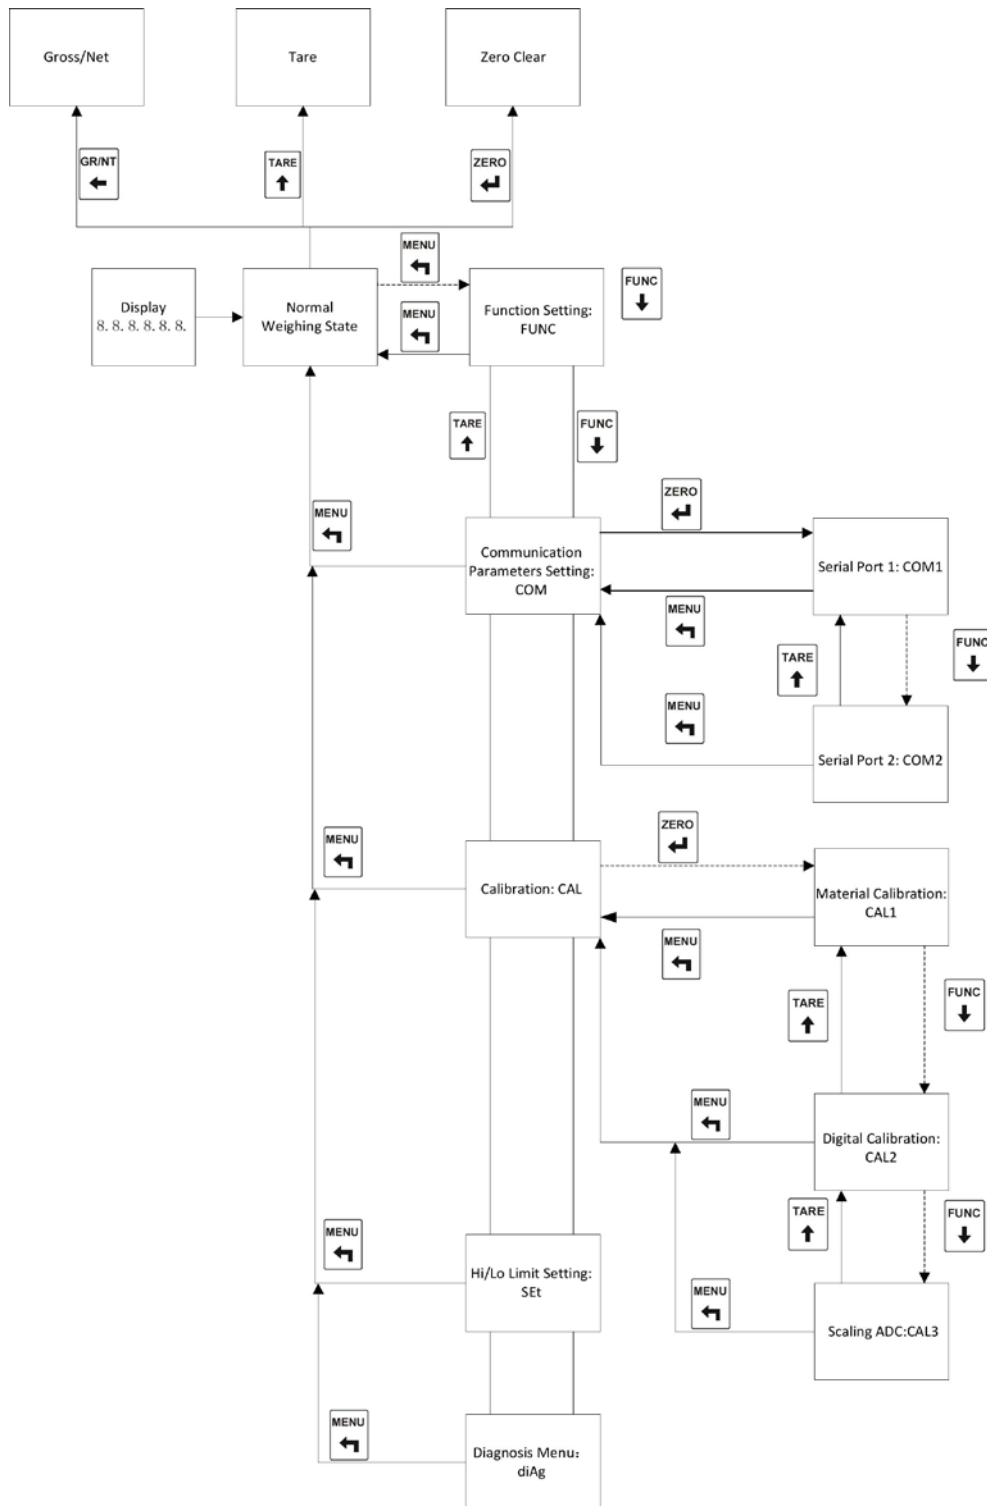 Gross/Net
Tare
Zero Clear
GR/NT
TARE
ZERO
MENU
Display
8. 8. 8. 8. 8. 8.
Normal
Weighing State
MENU
Function Setting:
FUNC
FUNC
TARE
FUNC
ZERO
MENU
Communication
Parameters Setting:
COM
Serial Port 1: COM1
MENU
TARE
FUNC
MENU
Serial Port 2: COM2
ZERO
MENU
Calibration: CAL
Material Calibration:
CAL1
MENU
TARE
FUNC
MENU
Digital Calibration:
CAL2
TARE
FUNC
MENU
Hi/Lo Limit Setting:
SEt
MENU
Scaling ADC:CAL3
MENU
Diagnosis Menu:
diAg